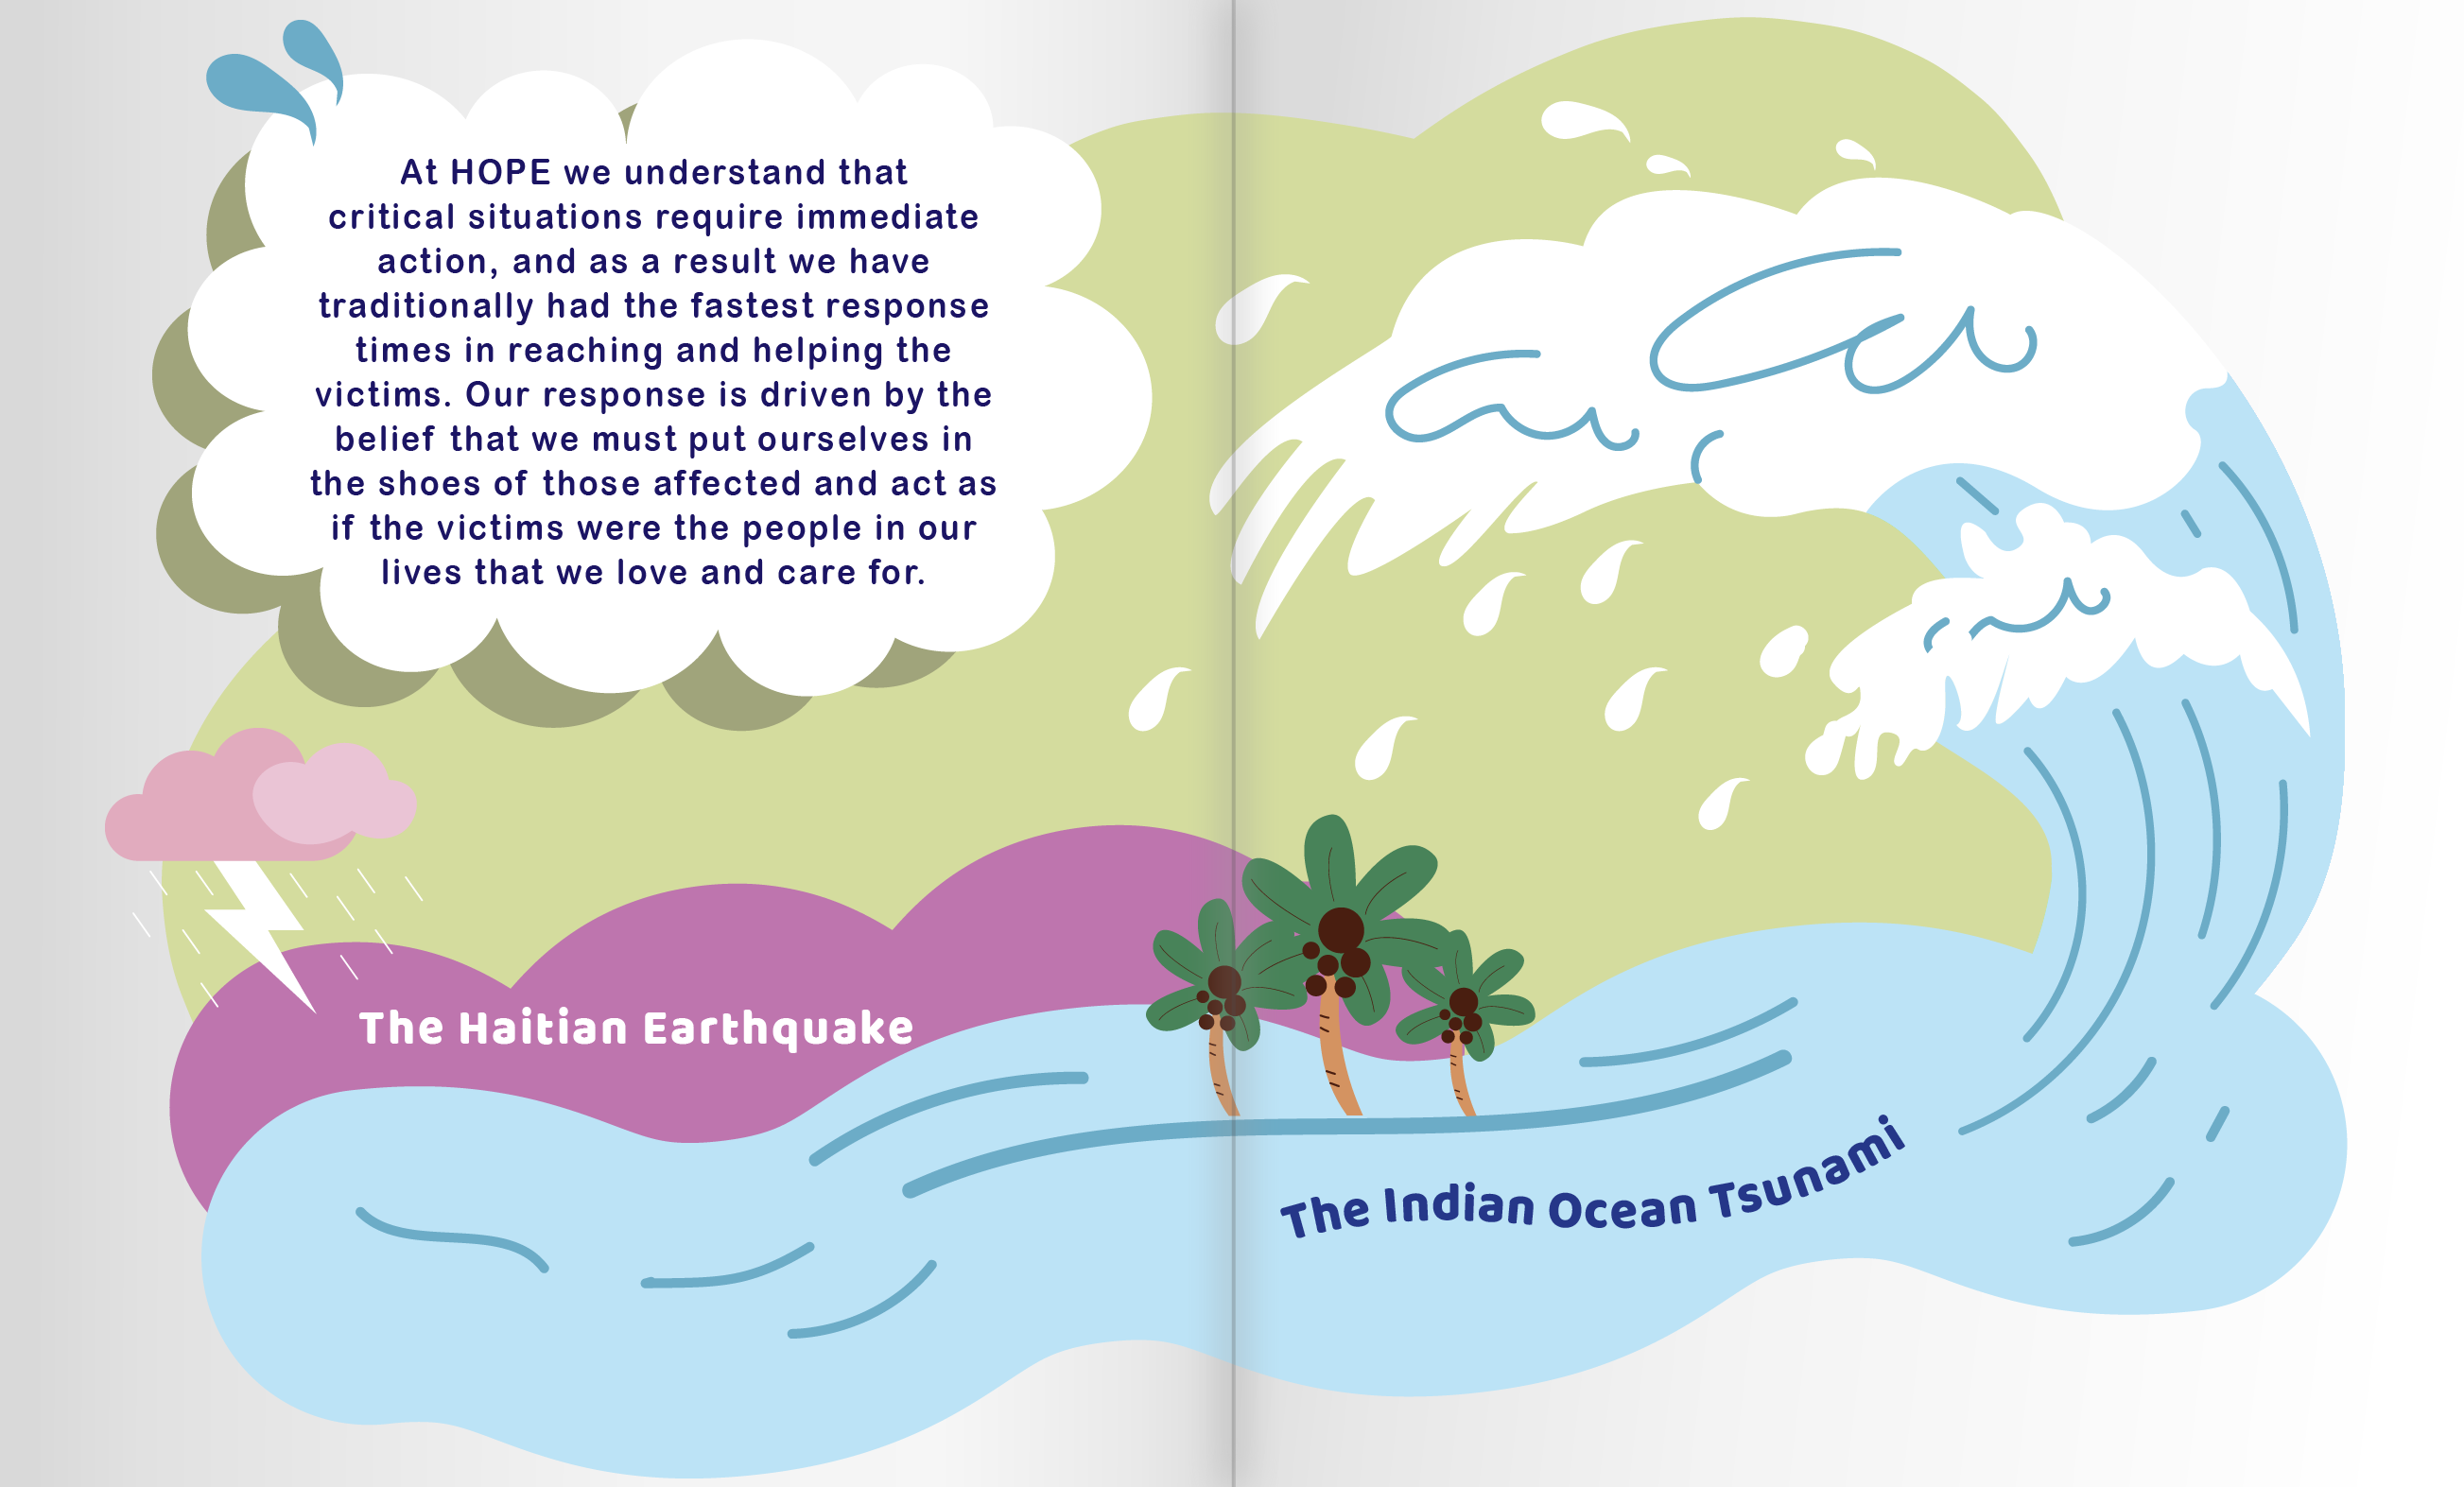 At HOPE we understand that
critical situations require immediate
action, and as a result we have
traditionally had the fastest response
times in reaching and helping the
victims. Our response is driven by the
belief that we must put ourselves in
the shoes of those affected and act as
if the victims were the people in our
lives that we love and care for.
The Haitian Earthquake
The Indian Ocean Tsunami